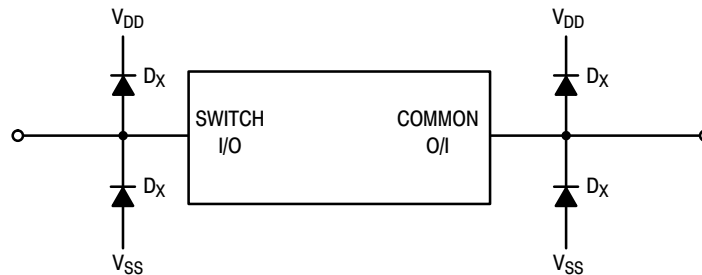 VDD
VDD
DX
DX
SWITCH
I/O
COMMON
O/I
DX
DX
VSS
VSS